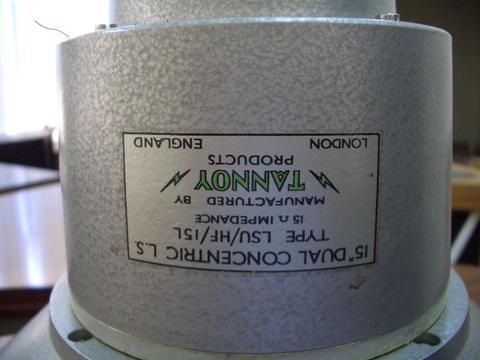 15" DUAL CONCENTRIC L.S.
TYPE LSU/HF/15L
15 Ω IMPEDANCE
MANUFACTURED BY
TANNOY
PRODUCTS
LONDON ENGLAND